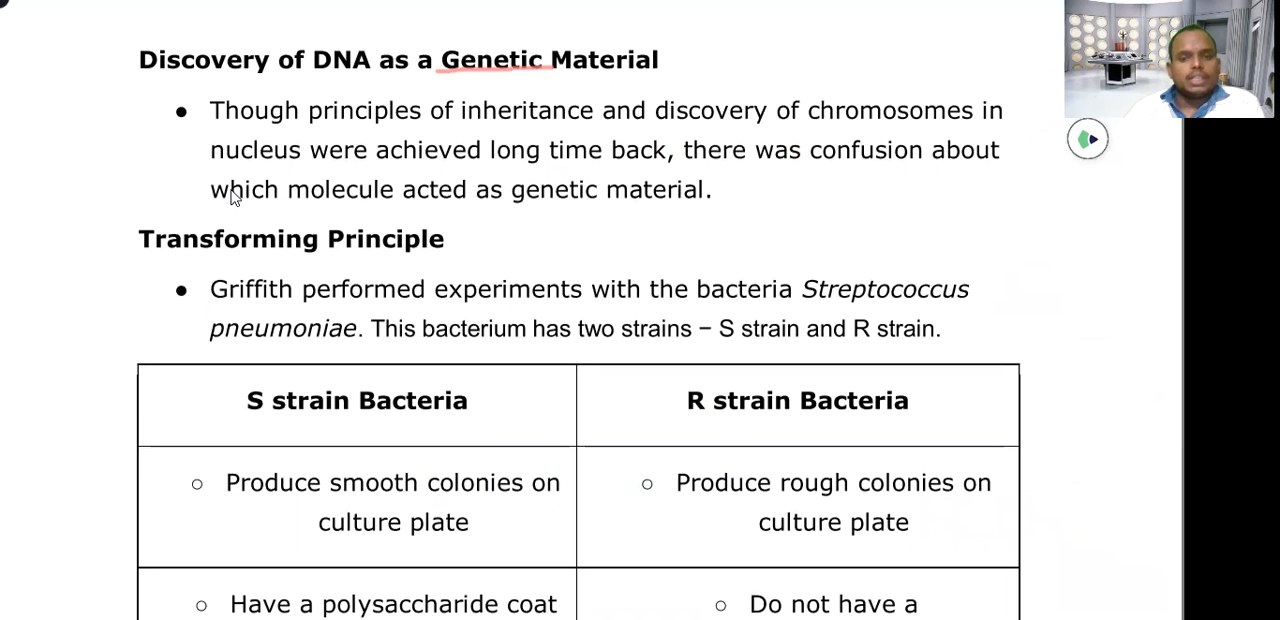 Discovery of DNA as a Genetic Material
● Though principles of inheritance and discovery of chromosomes in
nucleus were achieved long time back, there was confusion about
which molecule acted as genetic material.
Transforming Principle
● Griffith performed experiments with the bacteria Streptococcus
pneumoniae. This bacterium has two strains – S strain and R strain.
S strain Bacteria
R strain Bacteria
○ Produce smooth colonies on
culture plate
○ Produce rough colonies on
culture plate
○ Have a polysaccharide coat
○ Do not have a